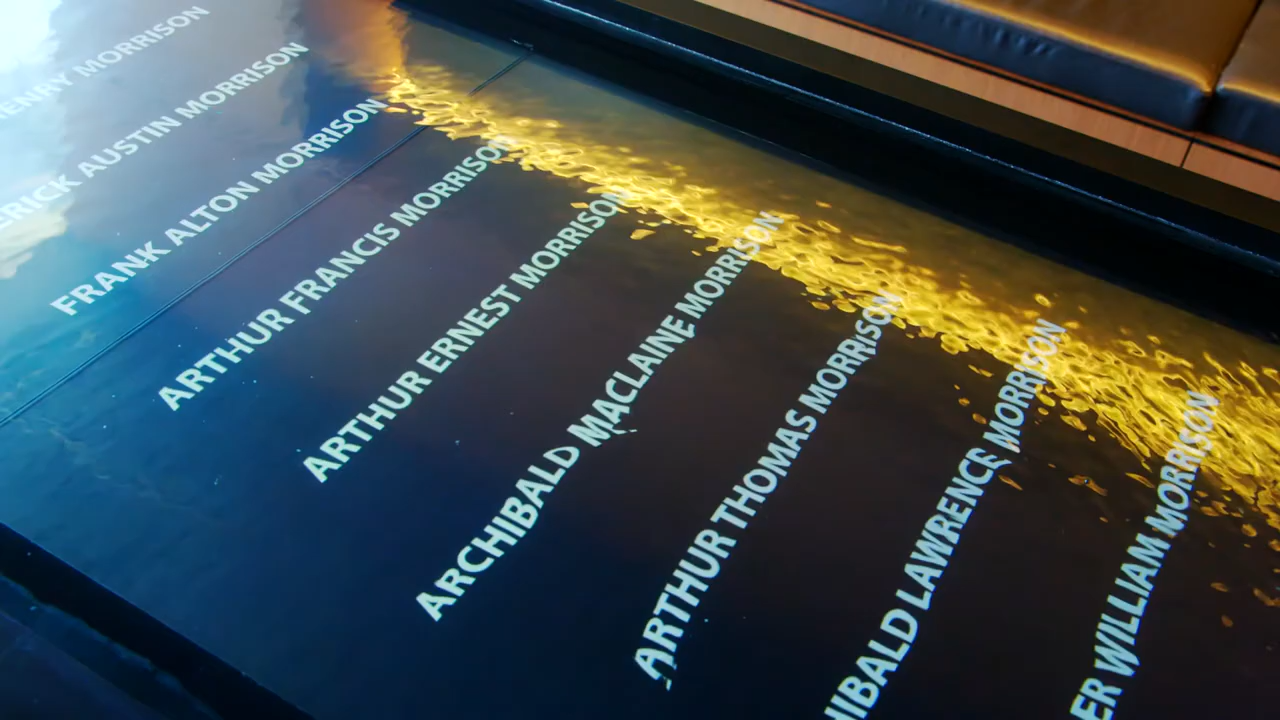 HENRY MORRISON
ERICK AUSTIN MORRISON
FRANK ALTON MORRISON
ARTHUR FRANCIS MORRISON
ARTHUR ERNEST MORRISON
ARCHIBALD MACLAINE MORRISON
ARTHUR THOMAS MORRISON
HIBALD LAWRENCE MORRISON
ER WILLIAM MORRISON